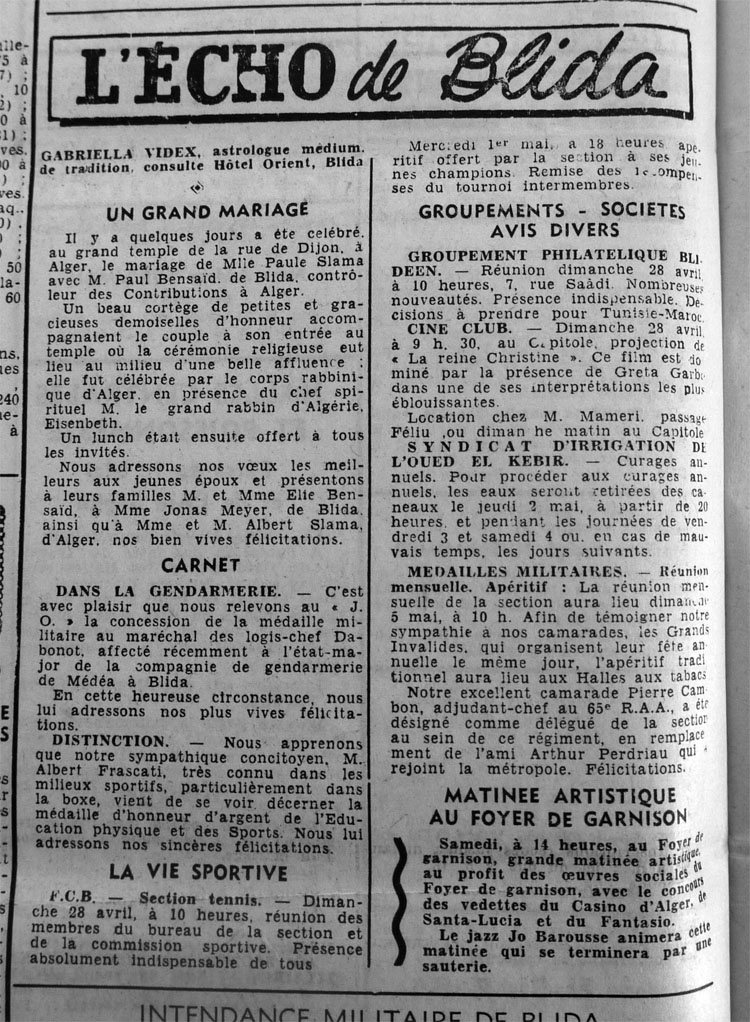 L'ÉCHO de Blida
GABRIELLA VIDEX, astrologue médium.
de tradition, consulte Hôtel Orient, Blida
UN GRAND MARIAGE
Il y a quelques jours a été célébré,
au grand temple de la rue de Dijon, à
Alger, le mariage de Mlle Paule Slama
avec M. Paul Bensaïd, de Blida, contrô-
leur des Contributions à Alger.
Un beau cortège de petites et gra-
cieuses demoiselles d'honneur accom-
pagnaient le couple à son entrée au
temple où la cérémonie religieuse eut
lieu au milieu d'une belle affluence ;
elle fut célébrée par le corps rabbini-
que d'Alger, en présence du chef spi-
rituel M. le grand rabbin d'Algérie,
Eisenbeth.
Un lunch était ensuite offert à tous
les invités.
Nous adressons nos vœux les meil-
leurs aux jeunes époux et présentons
à leurs familles M. et Mme Elie Ben-
saïd, à Mme Jonas Meyer, de Blida,
ainsi qu'à Mme et M. Albert Slama,
d'Alger, nos bien vives félicitations.
CARNET
DANS LA GENDARMERIE. — C'est
avec plaisir que nous relevons au « J.
O. » la concession de la médaille mi-
litaire au maréchal des logis-chef Da-
bonot, affecté récemment à l'état-ma-
jor de la compagnie de gendarmerie
de Médéa à Blida.
En cette heureuse circonstance, nous
lui adressons nos plus vives félicita-
tions.
DISTINCTION. — Nous apprenons
que notre sympathique concitoyen, M.
Albert Frascati, très connu dans les
milieux sportifs, particulièrement dans
la boxe, vient de se voir décerner la
médaille d'honneur d'argent de l'Edu-
cation physique et des Sports. Nous lui
adressons nos sincères félicitations.
LA VIE SPORTIVE
F.C.B. — Section tennis. — Diman-
che 28 avril, à 10 heures, réunion des
membres du bureau de la section et
de la commission sportive. Présence
absolument indispensable de tous
Mercredi 1er mai, a 18 heures apé-
ritif offert par la section à ses jeu-
nes champions. Remise des récompen-
ses du tournoi intermembres.
GROUPEMENTS - SOCIETES
AVIS DIVERS
GROUPEMENT PHILATELIQUE BLI
DEEN. — Réunion dimanche 28 avril
à 10 heures, 7, rue Saâdi. Nombreuses
nouveautés. Présence indispensable. Dé-
cisions à prendre pour Tunisie-Maroc.
CINE CLUB. — Dimanche 28 avril
à 9 h. 30, au Capitole, projection de
« La reine Christine ». Ce film est do
miné par la présence de Greta Garbo
dans une de ses interprétations les plus
éblouissantes.
Location chez M. Mameri, passage
Féliu ,ou diman he matin au Capitole
SYNDICAT D'IRRIGATION DE
L'OUED EL KEBIR. — Curages an-
nuels. Pour procéder aux curages an-
nuels, les eaux seront retirées des ca-
neaux le jeudi 2 mai, à partir de 20
heures, et pendant les journées de ven-
dredi 3 et samedi 4 ou, en cas de mau-
vais temps, les jours suivants.
MEDAILLES MILITAIRES. — Réunion
mensuelle. Apéritif : La réunion men-
suelle de la section aura lieu dimanche
5 mai, à 10 h. Afin de témoigner notre
sympathie à nos camarades, les Grands
Invalides, qui organisent leur fête an-
nuelle le même jour, l'apéritif tradi
tionnel aura lieu aux Halles aux tabacs
Notre excellent camarade Pierre Cam-
bon, adjudant-chef au 65e R.A.A., a été
désigné comme délégué de la section
au sein de ce régiment, en remplace
ment de l'ami Arthur Perdriau qui a
rejoint la métropole. Félicitations.
MATINEE ARTISTIQUE
AU FOYER DE GARNISON
Samedi, à 14 heures, au Foyer de
garnison, grande matinée artistique,
au profit des œuvres sociales du
Foyer de garnison, avec le concours
des vedettes du Casino d'Alger, de
Santa-Lucia et du Fantasio.
Le jazz Jo Barousse animera cette
matinée qui se terminera par une
sauterie.
INTENDANCE MILITAIRE DE BLIDA